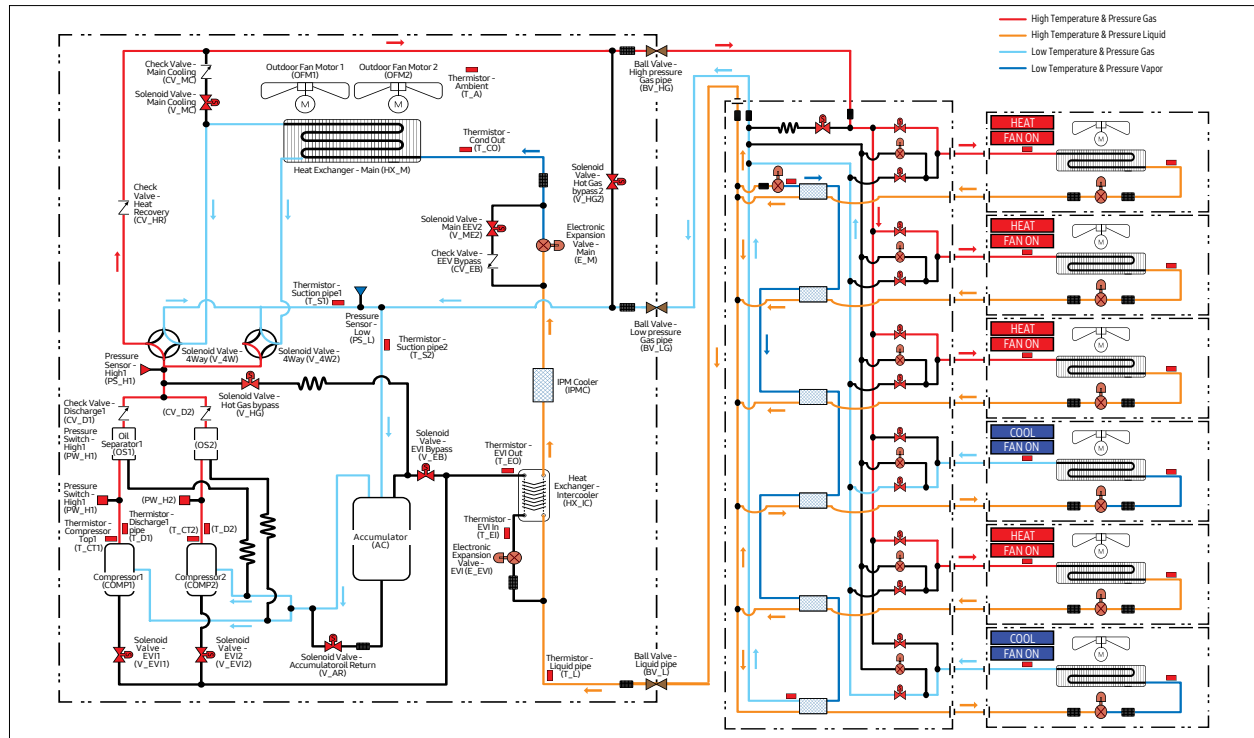 High Temperature & Pressure Gas
High Temperature & Pressure Liquid
Low Temperature & Pressure Gas
Low Temperature & Pressure Vapor
Check Valve -
Main Cooling
(CV_MC)
Solenoid Valve -
Main Cooling
(V_MC)
Outdoor Fan Motor 1
(OFM1)
Outdoor Fan Motor 2
(OFM2)
M
M
Thermistor -
Ambient
(T_A)
Ball Valve -
High pressure
Gas pipe
(BV_HG)
Thermistor -
Cond Out
(T_CO)
Heat Exchanger - Main (HX_M)
Solenoid
Valve -
Hot Gas
bypass 2
(V_HG2)
Check
Valve -
Heat
Recovery
(CV_HR)
Solenoid Valve -
Main EEV2
(V_ME2)
Check Valve -
EEV Bypass
(CV_EB)
Electronic
Expansion
Valve -
Main
(E_M)
Thermistor -
Suction pipe1
(T_S1)
Pressure
Sensor -
Low
(PS_L)
Thermistor -
Suction pipe2
(T_S2)
Ball Valve -
Low pressure
Gas pipe
(BV_LG)
Solenoid Valve -
4Way (V_4W)
Solenoid Valve -
4Way (V_4W2)
Pressure
Sensor -
High1
(PS_H1)
Solenoid Valve -
Hot Gas bypass
(V_HG)
IPM Cooler
(IPMC)
Check Valve -
Discharge1
(CV_D1)
(CV_D2)
Pressure
Switch -
High1
(PW_H1)
Oil
Separator1
(OS1)
(OS2)
Solenoid
Valve -
EVI Bypass
(V_EB)
Thermistor -
EVI Out
(T_EO)
Heat
Exchanger -
Intercooler
(HX_IC)
Pressure
Switch -
High1
(PW_H1)
(PW_H2)
Thermistor -
Compressor
Top1
(T_CT1)
Thermistor -
Discharge1
pipe
(T_D1)
(T_CT2)
(T_D2)
Thermistor -
EVI In
(T_EI)
Electronic
Expansion
Valve -
EVI (E_EVI)
Accumulator
(AC)
Compressor1
(COMP1)
Compressor2
(COMP2)
Solenoid
Valve -
EVI1
(V_EVI1)
Solenoid
Valve -
EVI2
(V_EVI2)
Solenoid Valve -
Accumulatoroil Return
(V_AR)
Thermistor -
Liquid pipe
(T_L)
Ball Valve -
Liquid pipe
(BV_L)
HEAT
FAN ON
M
HEAT
FAN ON
M
HEAT
FAN ON
M
COOL
FAN ON
M
HEAT
FAN ON
M
COOL
FAN ON
M